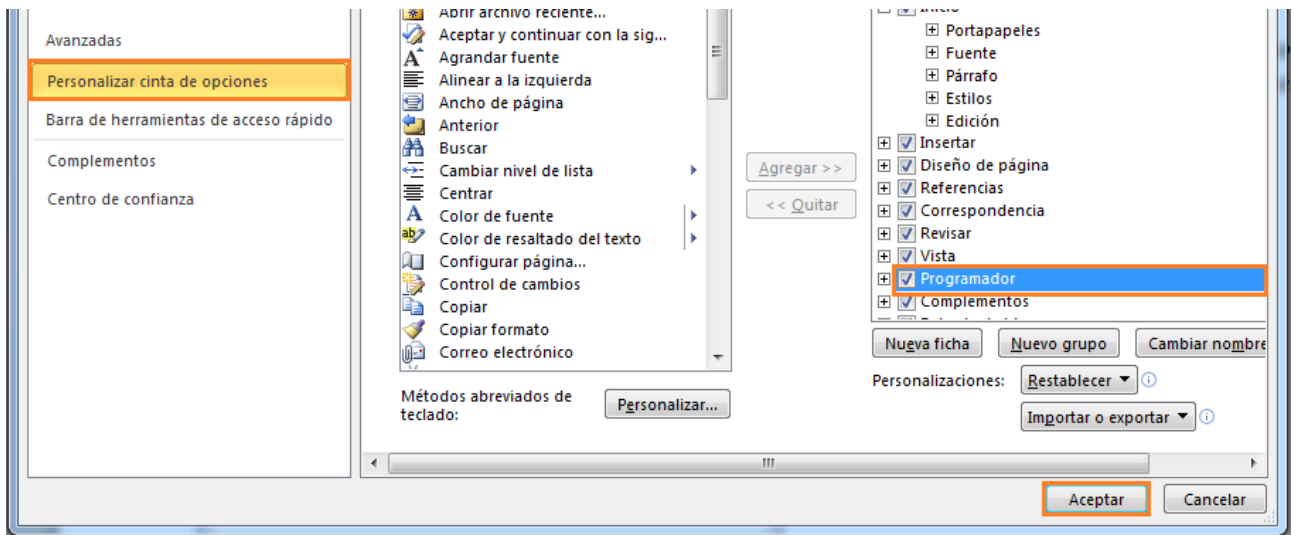 Avanzadas
Personalizar cinta de opciones
Barra de herramientas de acceso rápido
Complementos
Centro de confianza
Abrir archivo reciente...
Aceptar y continuar con la sig...
Agrandar fuente
Alinear a la izquierda
Ancho de página
Anterior
Buscar
Cambiar nivel de lista
Centrar
Color de fuente
Color de resaltado del texto
Configurar página...
Control de cambios
Copiar
Copiar formato
Correo electrónico
Métodos abreviados de
teclado:
Personalizar...
Agregar >>
<< Quitar
Inicio
Portapapeles
Fuente
Párrafo
Estilos
Edición
Insertar
Diseño de página
Referencias
Correspondencia
Revisar
Vista
Programador
Complementos
Nueva ficha
Nuevo grupo
Cambiar nombre
Personalizaciones:
Restablecer
Importar o exportar
Aceptar
Cancelar